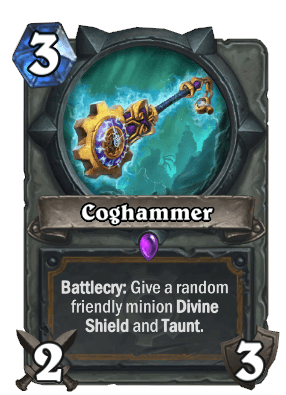 3
Coghammer
Battlecry: Give a random
friendly minion Divine
Shield and Taunt.
2
3